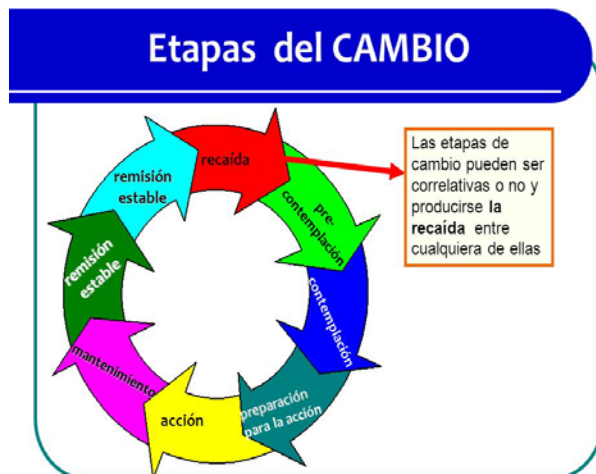 Etapas del CAMBIO
recaída
pre-
contemplación
contemplación
preparación
para la acción
acción
mantenimiento
remisión
estable
remisión
estable
Las etapas de
cambio pueden ser
correlativas o no y
producirse la
recaída entre
cualquiera de ellas